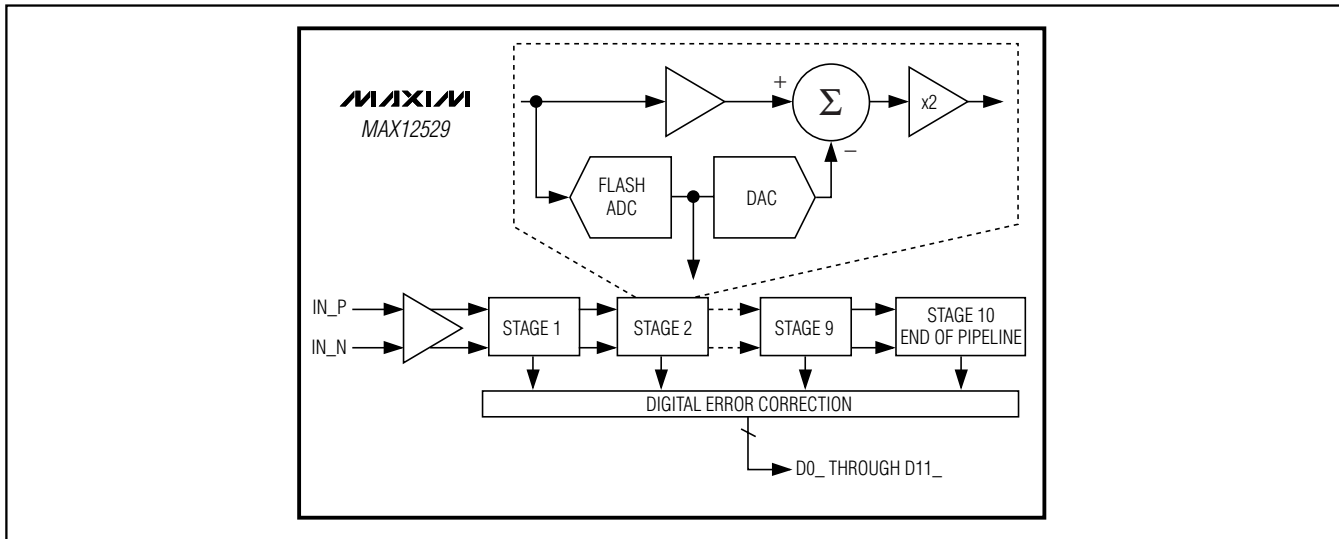 MAXIM
MAX12529
+
Σ
x2
−
FLASH
ADC
DAC
IN_P
IN_N
STAGE 1
STAGE 2
STAGE 9
STAGE 10
END OF PIPELINE
DIGITAL ERROR CORRECTION
D0_ THROUGH D11_